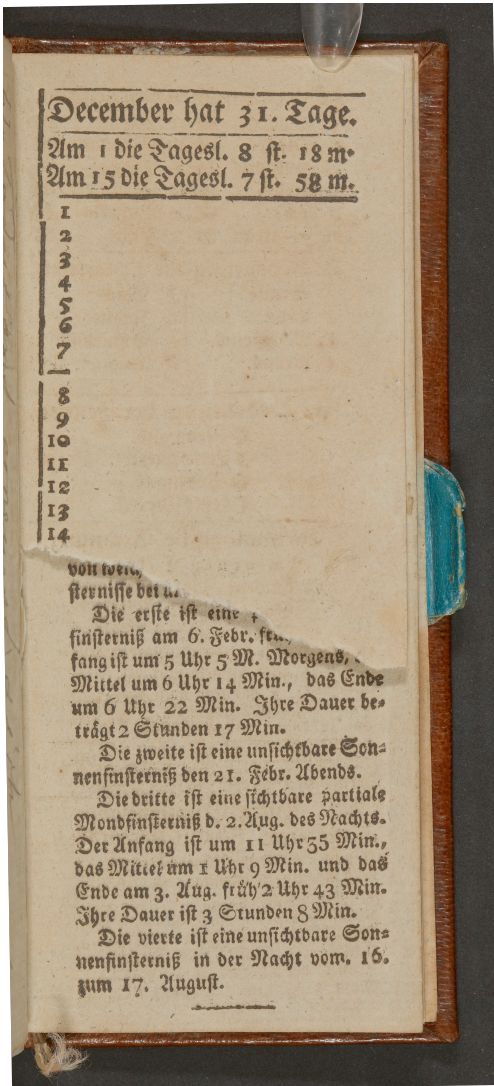 December hat 31. Tage.
Am 1 die Tagesl. 8 st. 18 m.
Am 15 die Tagesl. 7 st. 58 m.
1
2
3
4
5
6
7
8
9
10
11
12
13
14
von
sternisse bei
Die erste ist eine
finsterniß am 6. Febr.
fang ist um 5 Uhr 5 M. Morgens,
Mittel um 6 Uhr 14 Min., das Ende
um 6 Uhr 22 Min. Ihre Dauer be=
trägt 2 Stunden 17 Min.
Die zweite ist eine unsichtbare Son=
nenfinsterniß den 21. Febr. Abends.
Die dritte ist eine sichtbare partiale
Mondfinsterniß d. 2. Aug. des Nachts.
Der Anfang ist um 11 Uhr 35 Min.,
das Mittel um 1 Uhr 9 Min. und das
Ende am 3. Aug. früh 2 Uhr 43 Min.
Ihre Dauer ist 3 Stunden 8 Min.
Die vierte ist eine unsichtbare Son=
nenfinsterniß in der Nacht vom. 16.
zum 17. August.